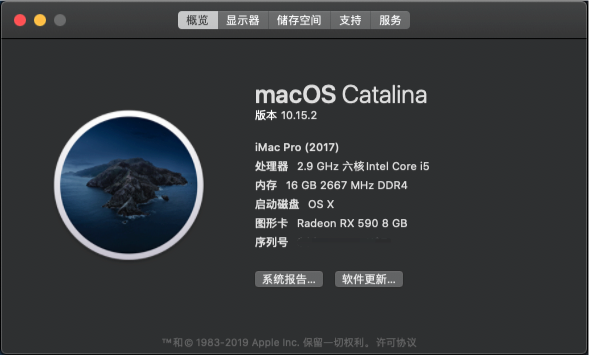 概览 显示器 储存空间 支持 服务
macOS Catalina
版本 10.15.2
iMac Pro (2017)
处理器 2.9 GHz 六核Intel Core i5
内存 16 GB 2667 MHz DDR4
启动磁盘 OS X
图形卡 Radeon RX 590 8 GB
序列号
系统报告... 软件更新...
™和© 1983-2019 Apple Inc. 保留一切权利。许可协议